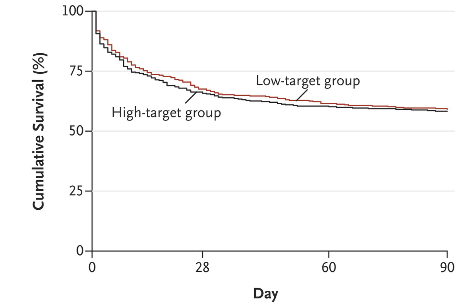 100
75
50
25
0
Cumulative Survival (%)
Low-target group
High-target group
0 28 60 90
Day